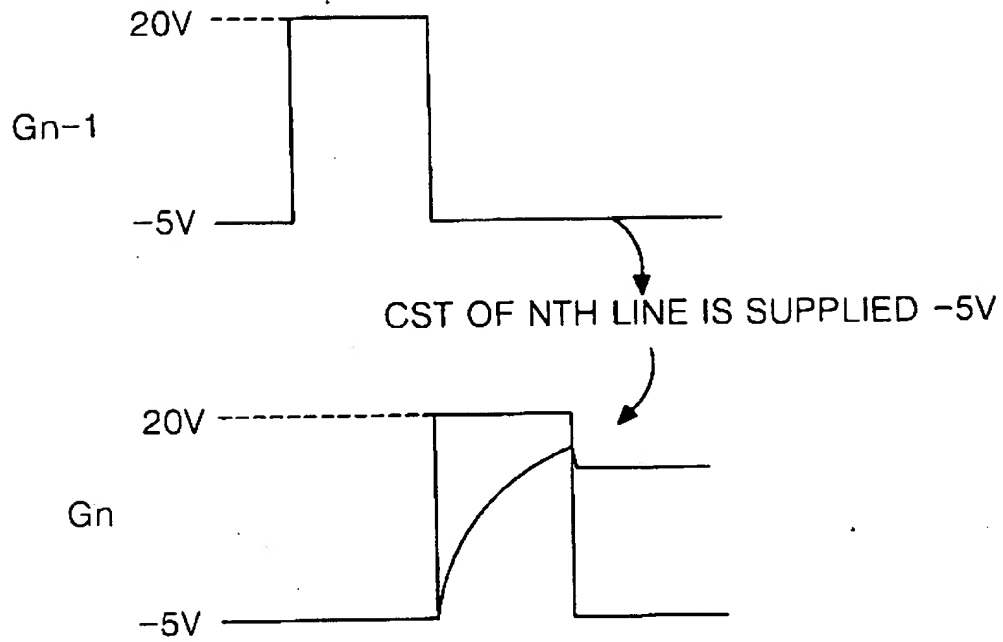 20V
Gn-1
-5V
CST OF NTH LINE IS SUPPLIED -5V
20V
Gn
-5V